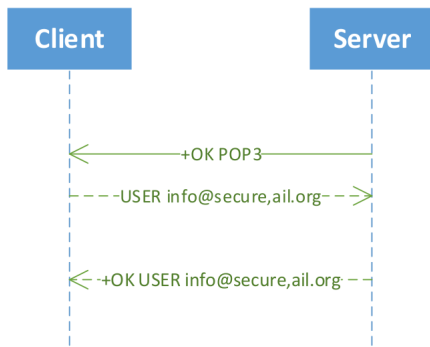 Client
Server
+OK POP3
USER info@secure,ail.org
+OK USER info@secure,ail.org